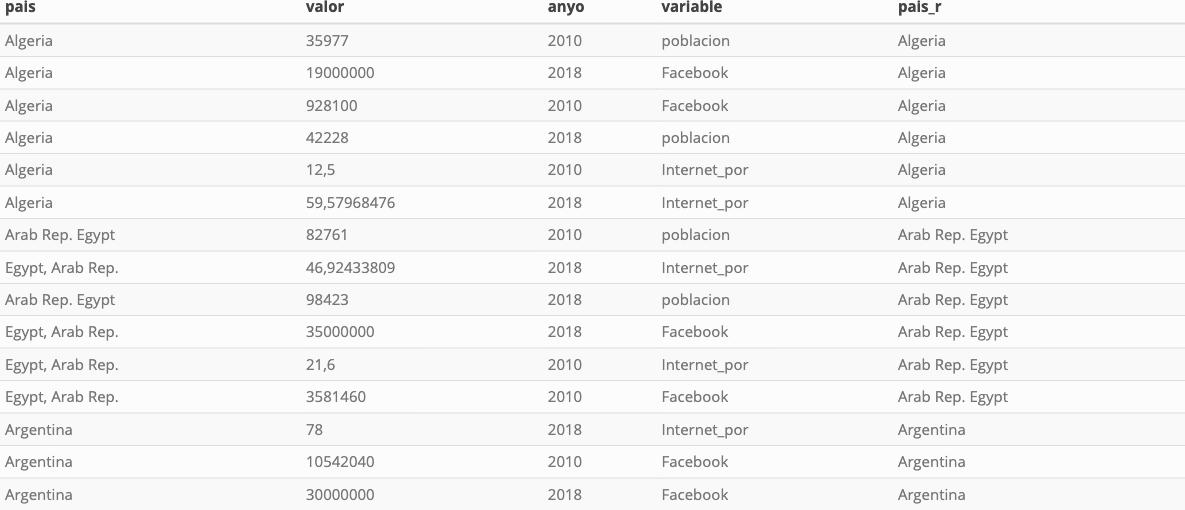 pais valor anyo variable pais_r
Algeria 35977 2010 poblacion Algeria
Algeria 19000000 2018 Facebook Algeria
Algeria 928100 2010 Facebook Algeria
Algeria 42228 2018 poblacion Algeria
Algeria 12,5 2010 Internet_por Algeria
Algeria 59,57968476 2018 Internet_por Algeria
Arab Rep. Egypt 82761 2010 poblacion Arab Rep. Egypt
Egypt, Arab Rep. 46,92433809 2018 Internet_por Arab Rep. Egypt
Arab Rep. Egypt 98423 2018 poblacion Arab Rep. Egypt
Egypt, Arab Rep. 35000000 2018 Facebook Arab Rep. Egypt
Egypt, Arab Rep. 21,6 2010 Internet_por Arab Rep. Egypt
Egypt, Arab Rep. 3581460 2010 Facebook Arab Rep. Egypt
Argentina 78 2018 Internet_por Argentina
Argentina 10542040 2010 Facebook Argentina
Argentina 30000000 2018 Facebook Argentina